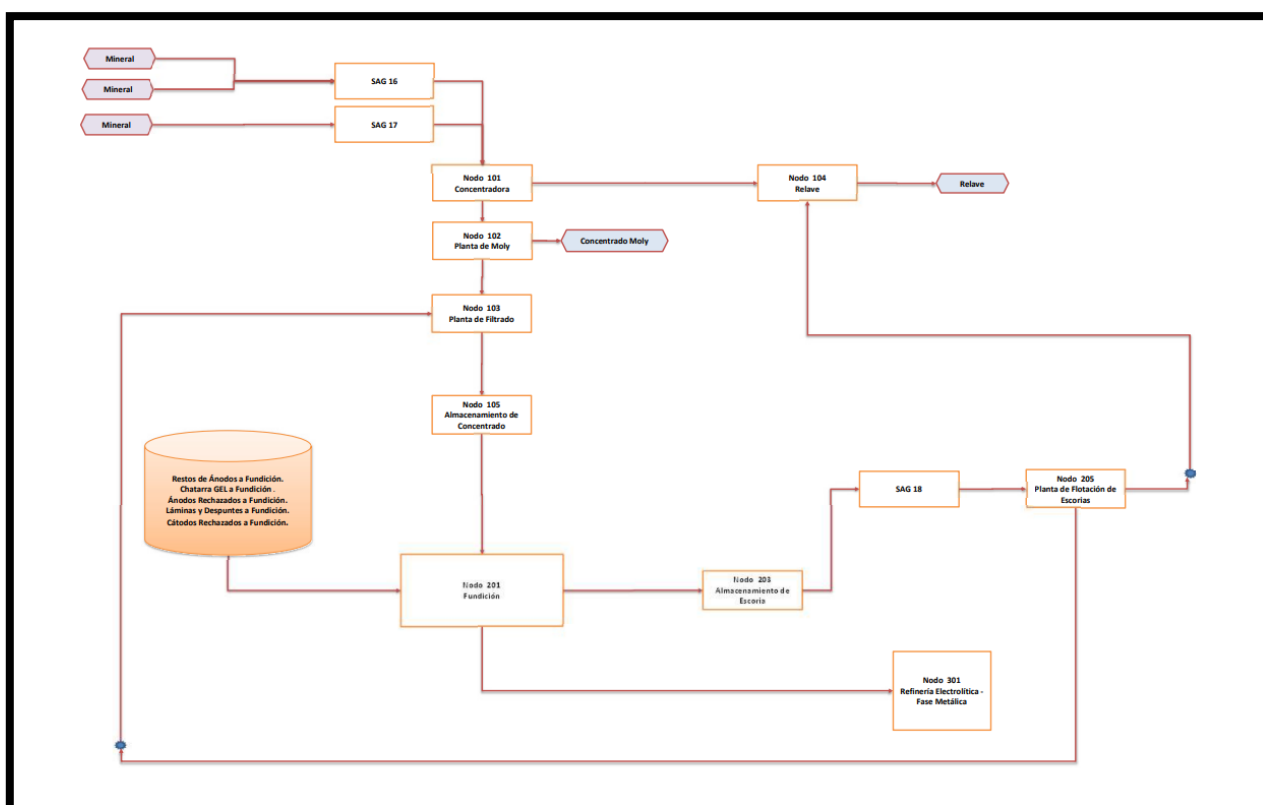 Mineral
Mineral
Mineral
SAG 16
SAG 17
Nodo 101
Concentradora
Nodo 104
Relave
Relave
Nodo 102
Planta de Moly
Concentrado Moly
Nodo 103
Planta de Filtrado
Nodo 105
Almacenamiento de
Concentrado
Restos de Ánodos a Fundición.
Chatarra GEL a Fundición .
Ánodos Rechazados a Fundición.
Láminas y Despuntes a Fundición.
Cátodos Rechazados a Fundición.
SAG 18
Nodo 205
Planta de Flotación de
Escorias
Nodo 201
Fundición
Nodo 203
Almacenamiento de
Escoria
Nodo 301
Refinería Electrolítica -
Fase Metálica